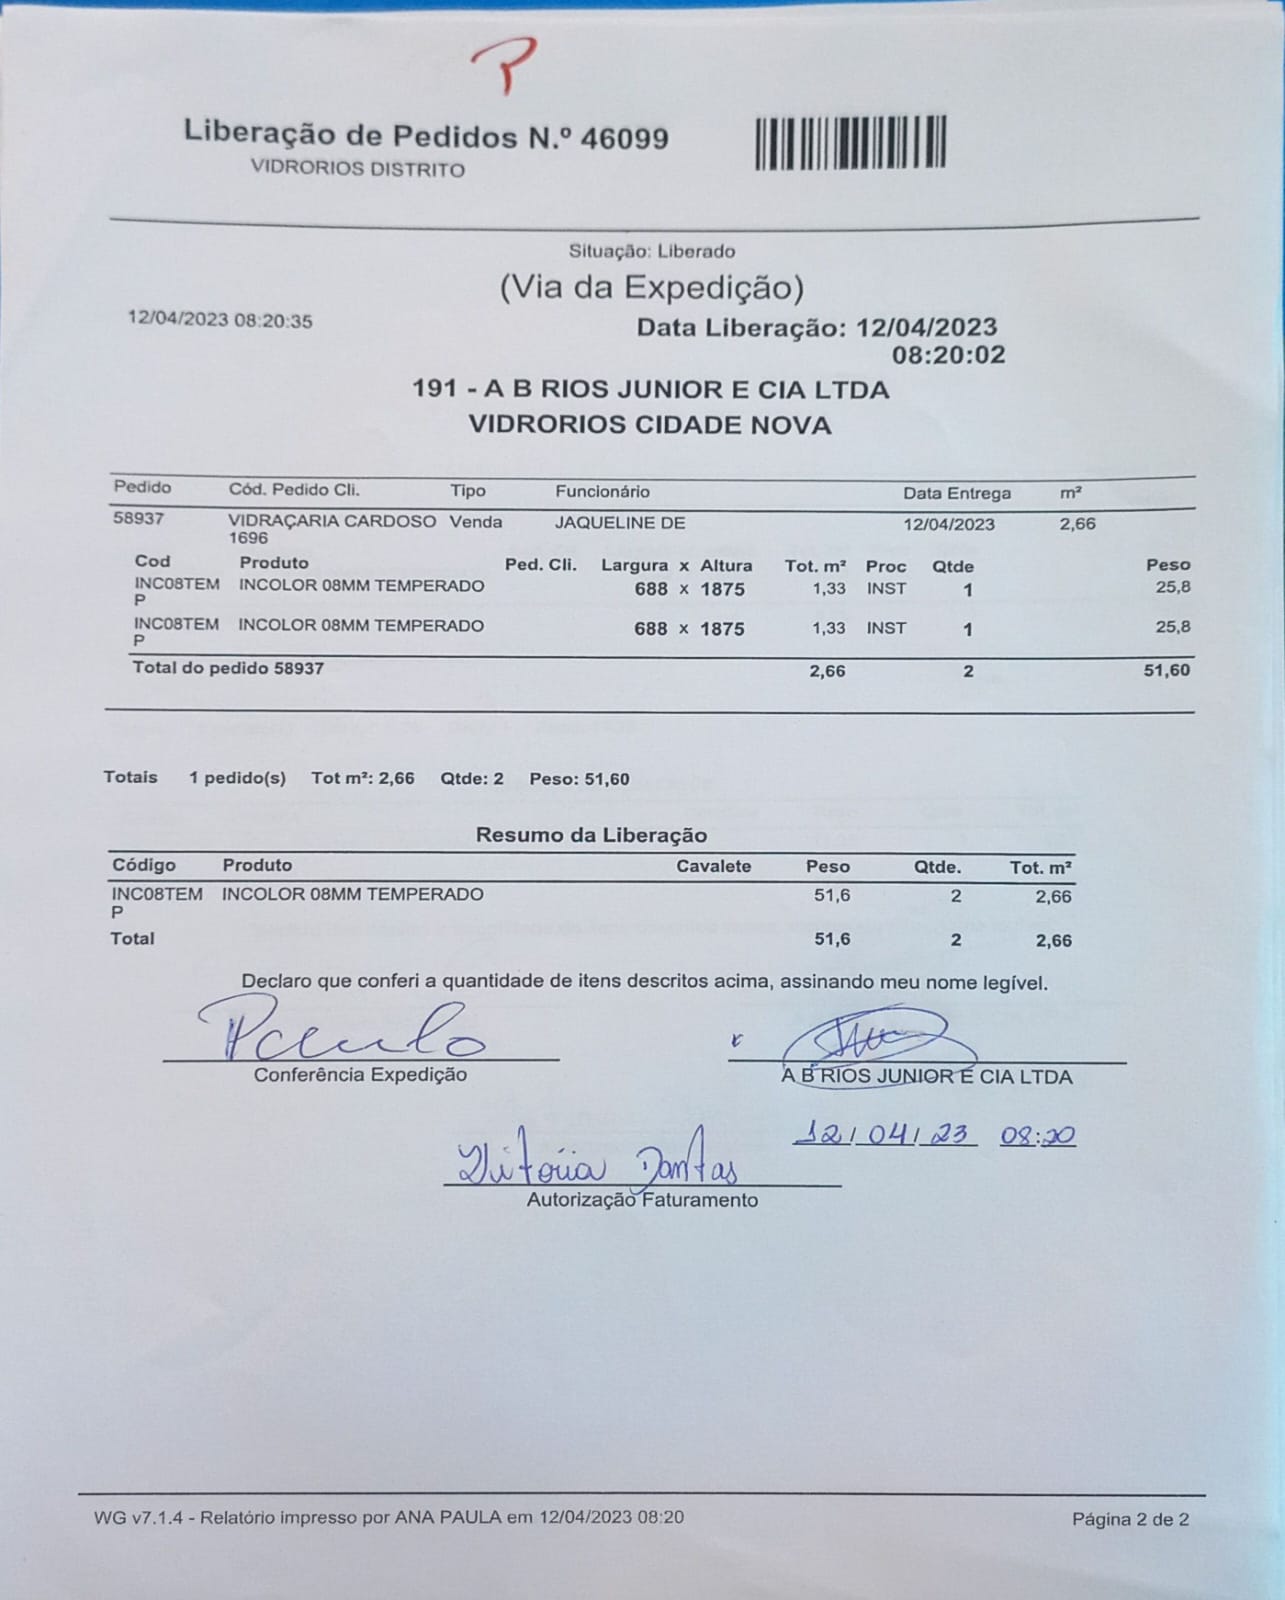 P
Liberação de Pedidos N.º 46099
VIDRORIOS DISTRITO
Situação: Liberado
(Via da Expedição)
12/04/2023 08:20:35
Data Liberação: 12/04/2023
08:20:02
191 - A B RIOS JUNIOR E CIA LTDA
VIDRORIOS CIDADE NOVA
Pedido Cód. Pedido Cli. Tipo Funcionário Data Entrega m²
58937 VIDRAÇARIA CARDOSO Venda JAQUELINE DE 12/04/2023 2,66
1696
Cod Produto Ped. Cli. Largura x Altura Tot. m² Proc Qtde Peso
INC08TEM INCOLOR 08MM TEMPERADO 688 x 1875 1,33 INST 1 25,8
P
INC08TEM INCOLOR 08MM TEMPERADO 688 x 1875 1,33 INST 1 25,8
P
Total do pedido 58937 2,66 2 51,60
Totais 1 pedido(s) Tot m²: 2,66 Qtde: 2 Peso: 51,60
Resumo da Liberação
Código Produto Cavalete Peso Qtde. Tot. m²
INC08TEM INCOLOR 08MM TEMPERADO 51,6 2 2,66
P
Total 51,6 2 2,66
Declaro que conferi a quantidade de itens descritos acima, assinando meu nome legível.
Paulo
Conferência Expedição A B RIOS JUNIOR E CIA LTDA
12/04/23 08:20
Vitória Dantas
Autorização Faturamento
WG v7.1.4 - Relatório impresso por ANA PAULA em 12/04/2023 08:20 Página 2 de 2